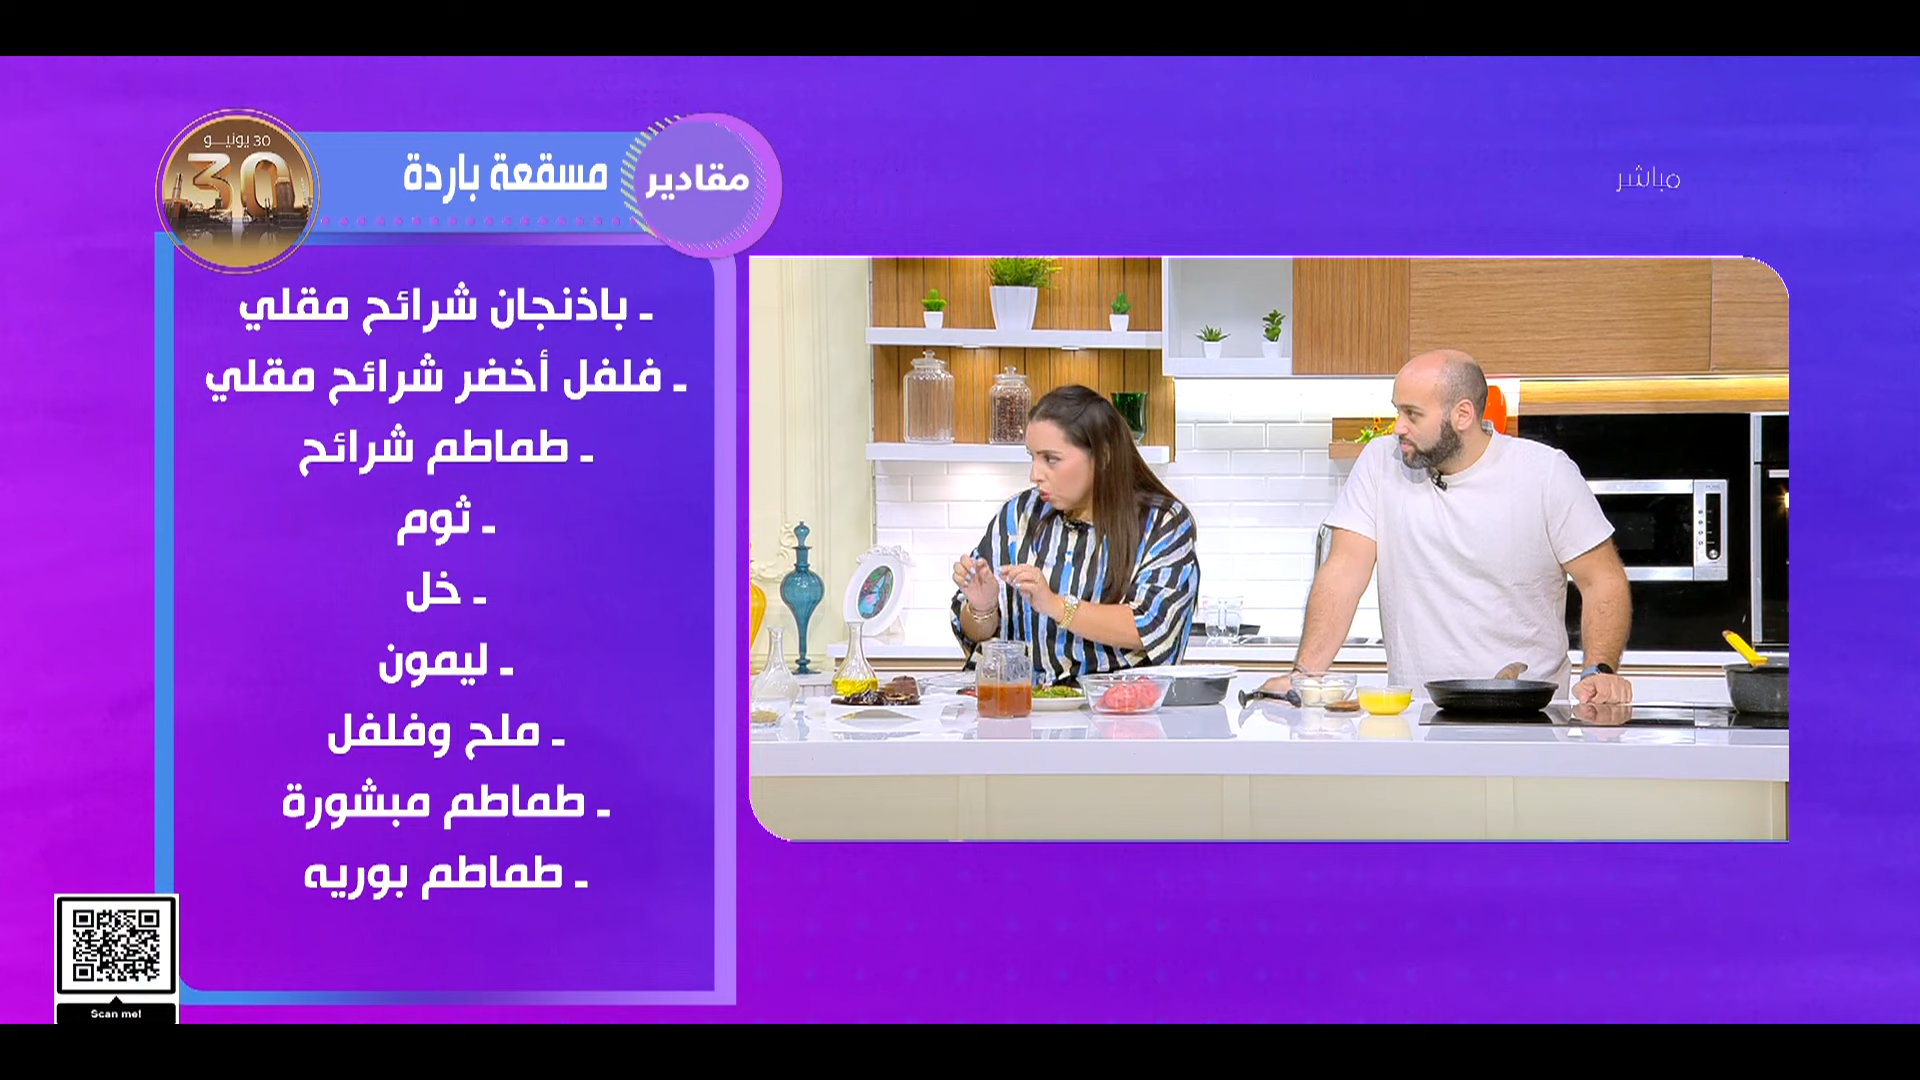 30 يونيو
30
مقادير
مسقعة باردة
مباشر
ـ باذنجان شرائح مقلي
ـ فلفل أخضر شرائح مقلي
ـ طماطم شرائح
ـ ثوم
ـ خل
ـ ليمون
ـ ملح وفلفل
ـ طماطم مبشورة
ـ طماطم بوريه
Scan me!